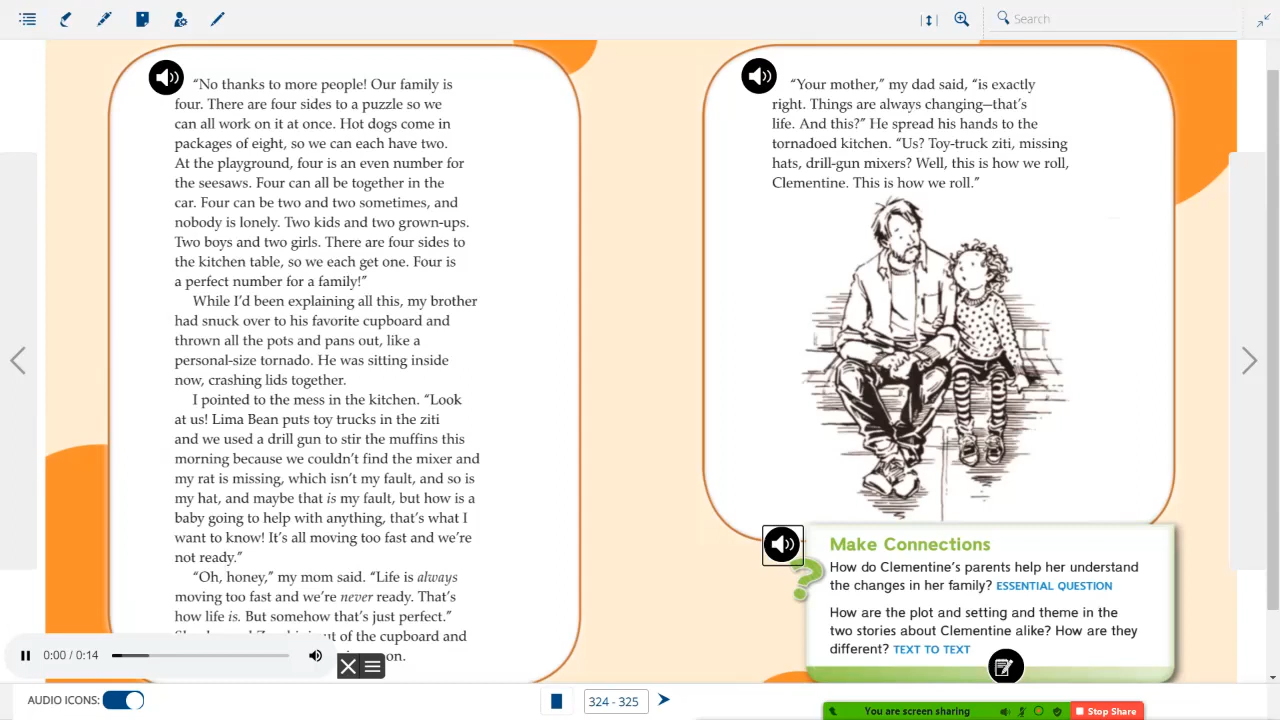 Search
“No thanks to more people! Our family is
four. There are four sides to a puzzle so we
can all work on it at once. Hot dogs come in
packages of eight, so we can each have two.
At the playground, four is an even number for
the seesaws. Four can all be together in the
car. Four can be two and two sometimes, and
nobody is lonely. Two kids and two grown-ups.
Two boys and two girls. There are four sides to
the kitchen table, so we each get one. Four is
a perfect number for a family!”
While I’d been explaining all this, my brother
had snuck over to his favorite cupboard and
thrown all the pots and pans out, like a
personal-size tornado. He was sitting inside
now, crashing lids together.
I pointed to the mess in the kitchen. “Look
at us! Lima Bean puts toy trucks in the ziti
and we used a drill gun to stir the muffins this
morning because we couldn’t find the mixer and
my rat is missing, which isn’t my fault, and so is
my hat, and maybe that is my fault, but how is a
baby going to help with anything, that’s what I
want to know! It’s all moving too fast and we’re
not ready.”
“Oh, honey,” my mom said. “Life is always
moving too fast and we’re never ready. That’s
how life is. But somehow that’s just perfect.”
of the cupboard and
“Your mother,” my dad said, “is exactly
right. Things are always changing—that’s
life. And this?” He spread his hands to the
tornadoed kitchen. “Us? Toy-truck ziti, missing
hats, drill-gun mixers? Well, this is how we roll,
Clementine. This is how we roll.”
Make Connections
How do Clementine’s parents help her understand
the changes in her family? ESSENTIAL QUESTION
How are the plot and setting and theme in the
two stories about Clementine alike? How are they
different? TEXT TO TEXT
0:00 / 0:14
AUDIO ICONS:
324 - 325
You are screen sharing
Stop Share